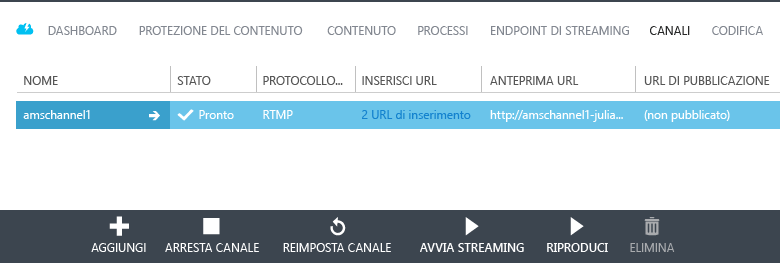 DASHBOARD PROTEZIONE DEL CONTENUTO CONTENUTO PROCESSI ENDPOINT DI STREAMING CANALI CODIFICA
NOME STATO PROTOCOLLO... INSERISCI URL ANTEPRIMA URL URL DI PUBBLICAZIONE
amschannel1 Pronto RTMP 2 URL di inserimento http://amschannel1-julia... (non pubblicato)
AGGIUNGI ARRESTA CANALE REIMPOSTA CANALE AVVIA STREAMING RIPRODUCI ELIMINA